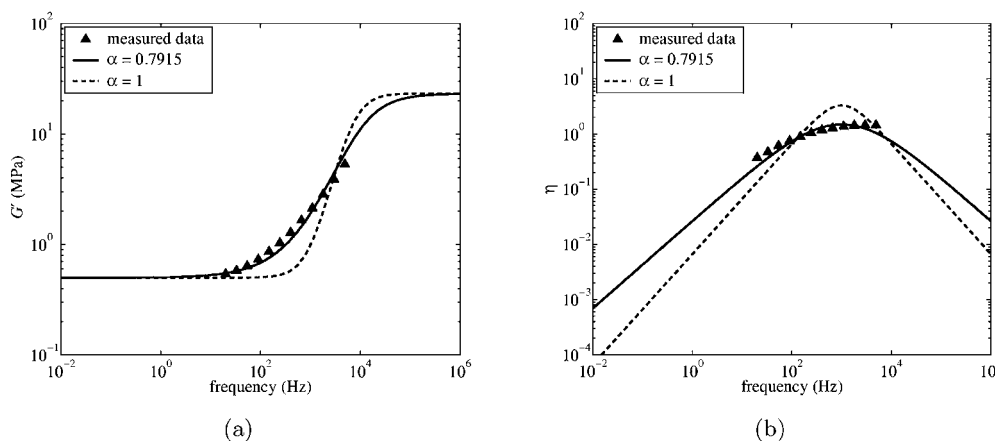 10^2
10^1
10^0
10^-1
G' (MPa)
measured data
α = 0.7915
α = 1
10^-2
10^0
10^2
10^4
10^6
frequency (Hz)
(a)
10^2
10^1
10^0
10^-1
10^-2
10^-3
10^-4
η
measured data
α = 0.7915
α = 1
10^-2
10^0
10^2
10^4
10
frequency (Hz)
(b)